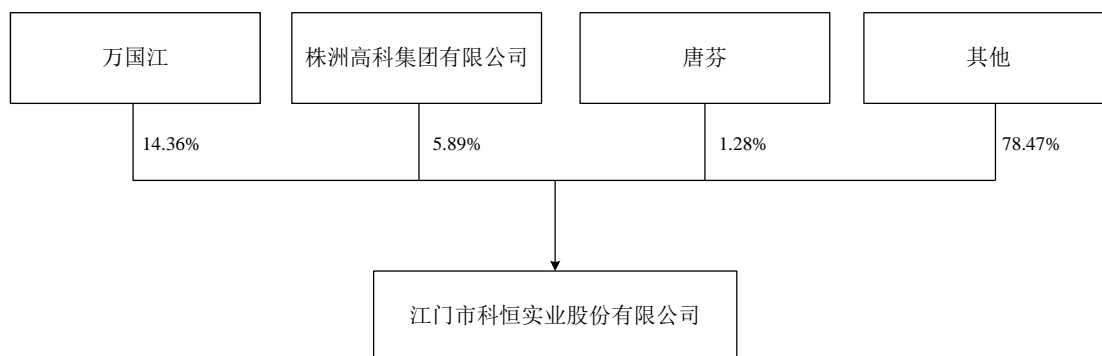 万国江
株洲高科集团有限公司
唐芬
其他
14.36%
5.89%
1.28%
78.47%
江门市科恒实业股份有限公司